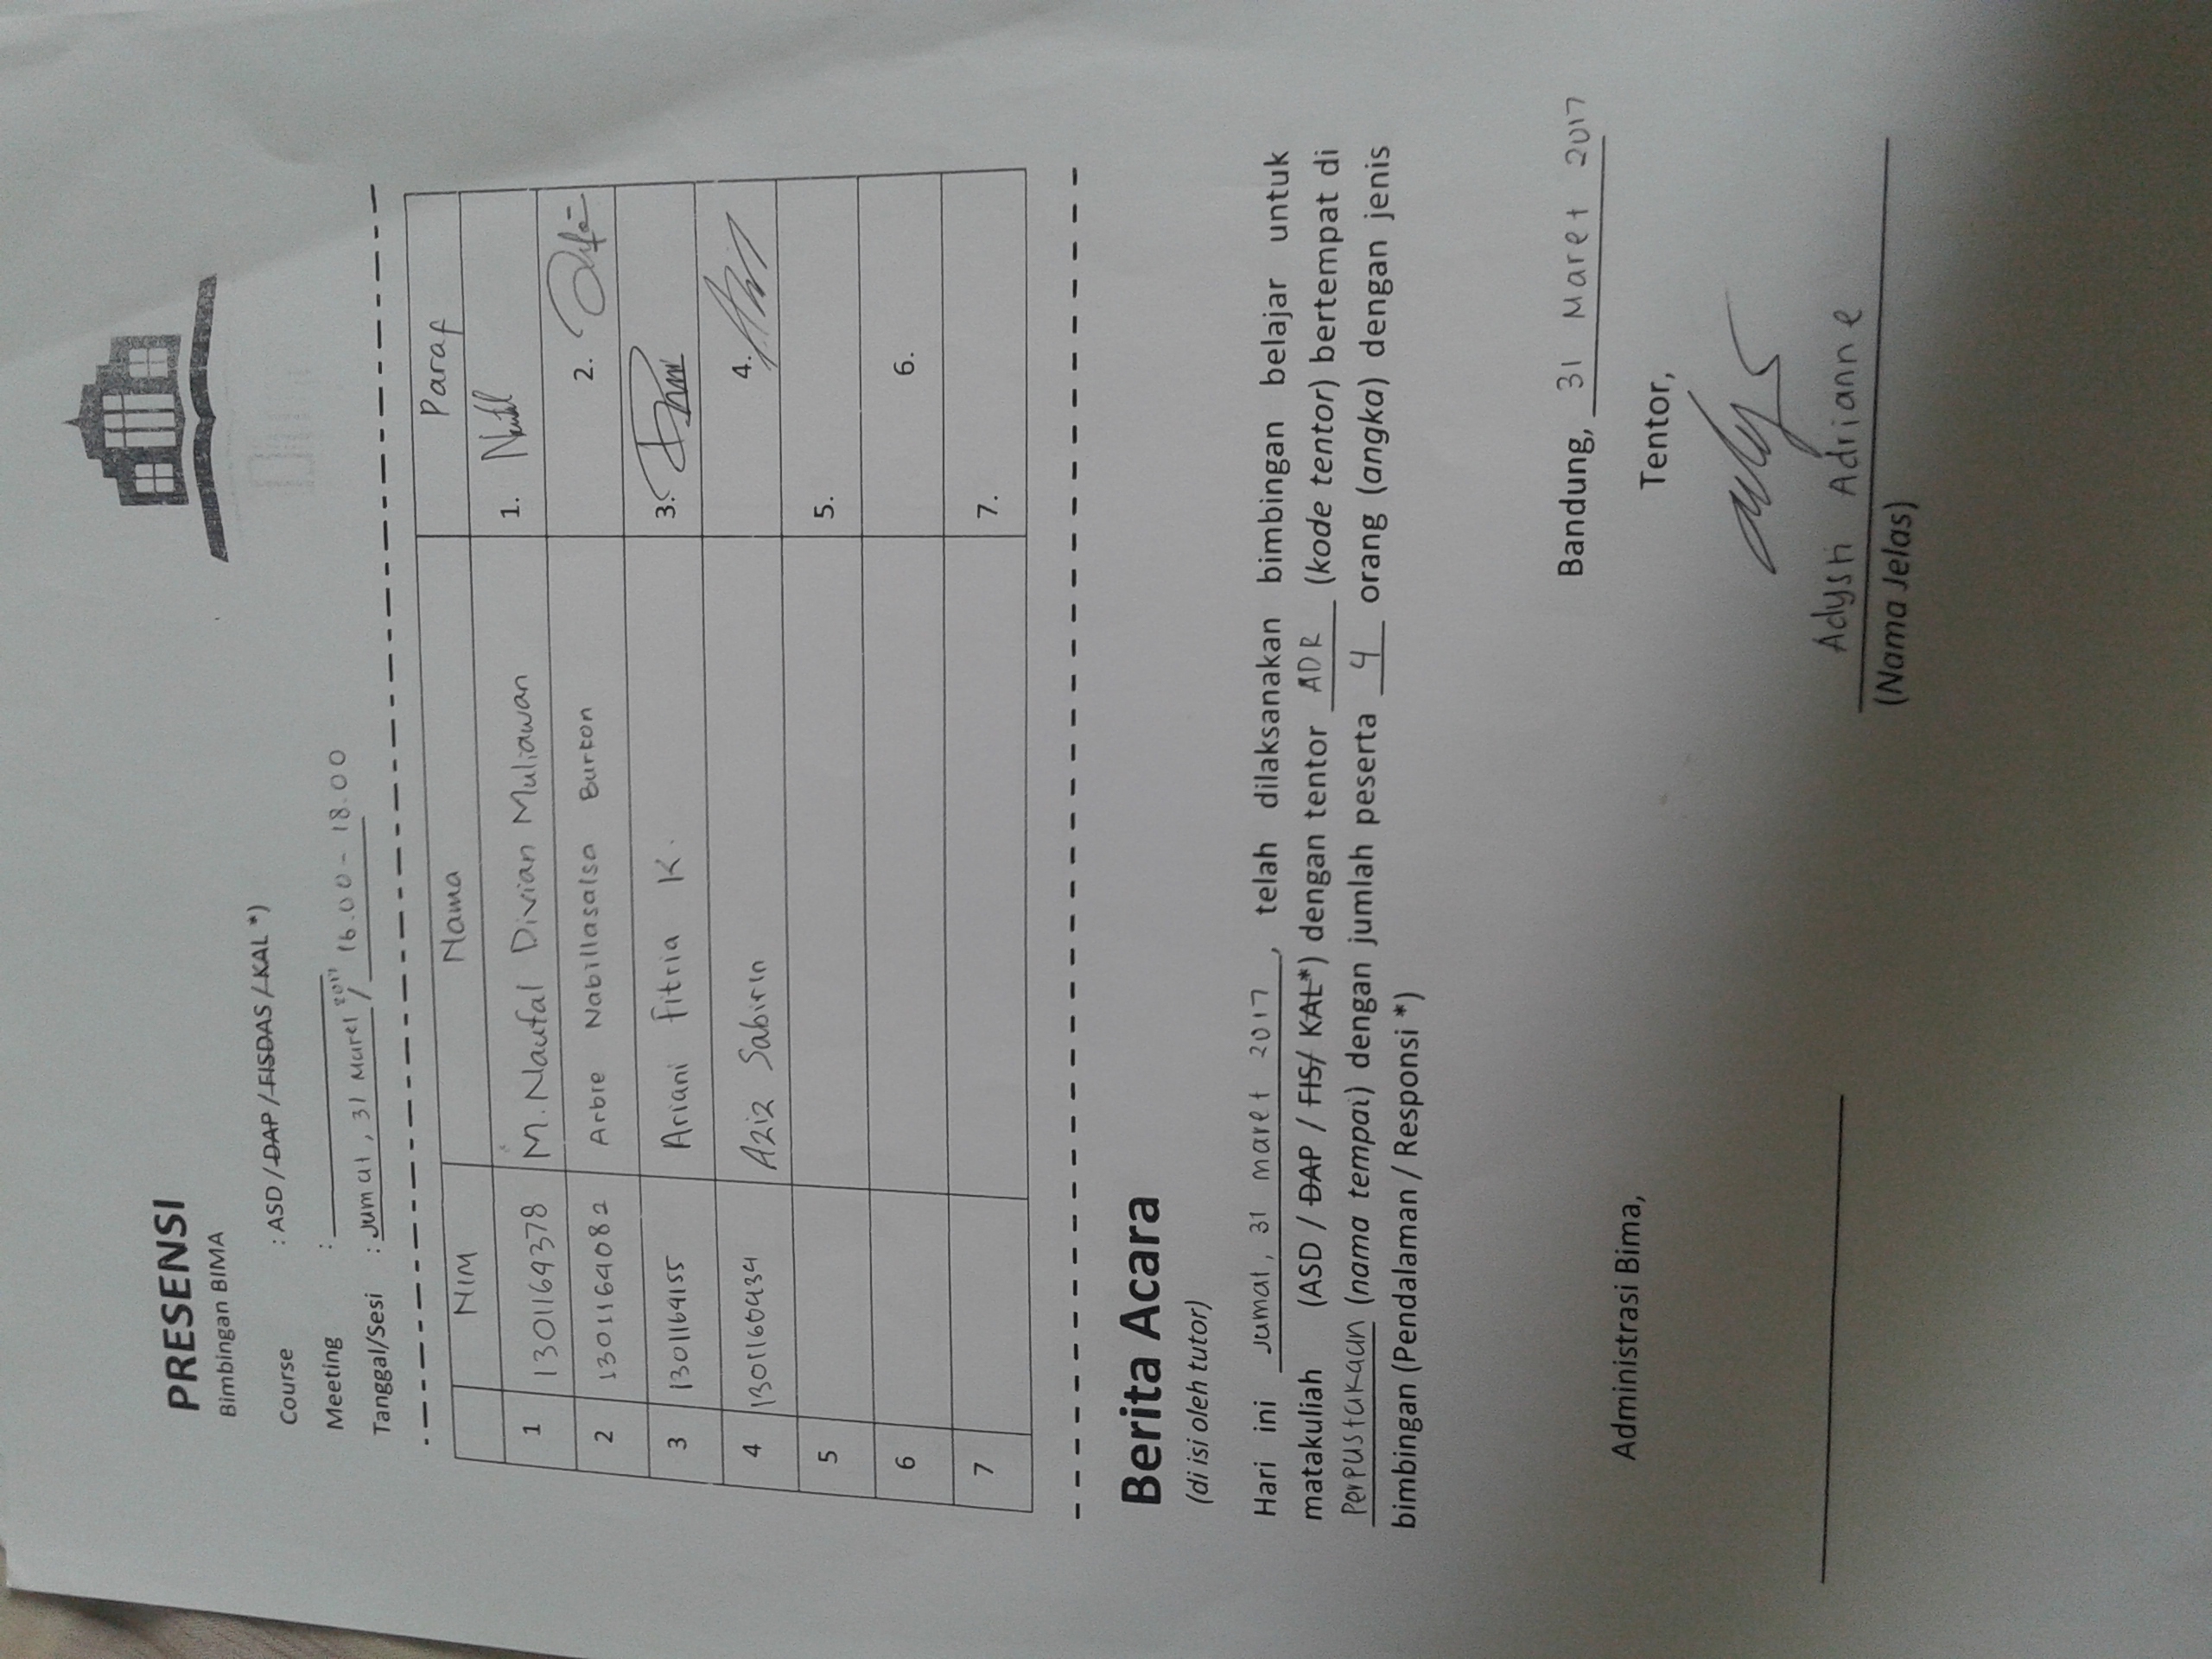 PRESENSI
Bimbingan BIMA
Course : ASD / DAP / FISDAS / KAL *)
Meeting :
Tanggal/Sesi : Jumat, 31 Maret 2017 / 16.00 - 18.00
NIM Nama Paraf
1 1301164378 M. Naufal Divian Muliawan 1.
2 1301164082 Arbie Nabillasalsa Burton 2.
3 1301164155 Ariani Fitria K. 3.
4 1301160434 Aziz Sabirin 4.
5 5.
6 6.
7 7.
Berita Acara
(di isi oleh tutor)
Hari ini Jumat, 31 maret 2017, telah dilaksanakan bimbingan belajar untuk
matakuliah (ASD / DAP / FIS/ KAL*) dengan tentor ADR (kode tentor) bertempat di
Perpustakaan (nama tempat) dengan jumlah peserta 4 orang (angka) dengan jenis
bimbingan (Pendalaman / Responsi *)
Bandung, 31 Maret 2017
Administrasi Bima,
Tentor,
Adysti Adrianne
(Nama Jelas)